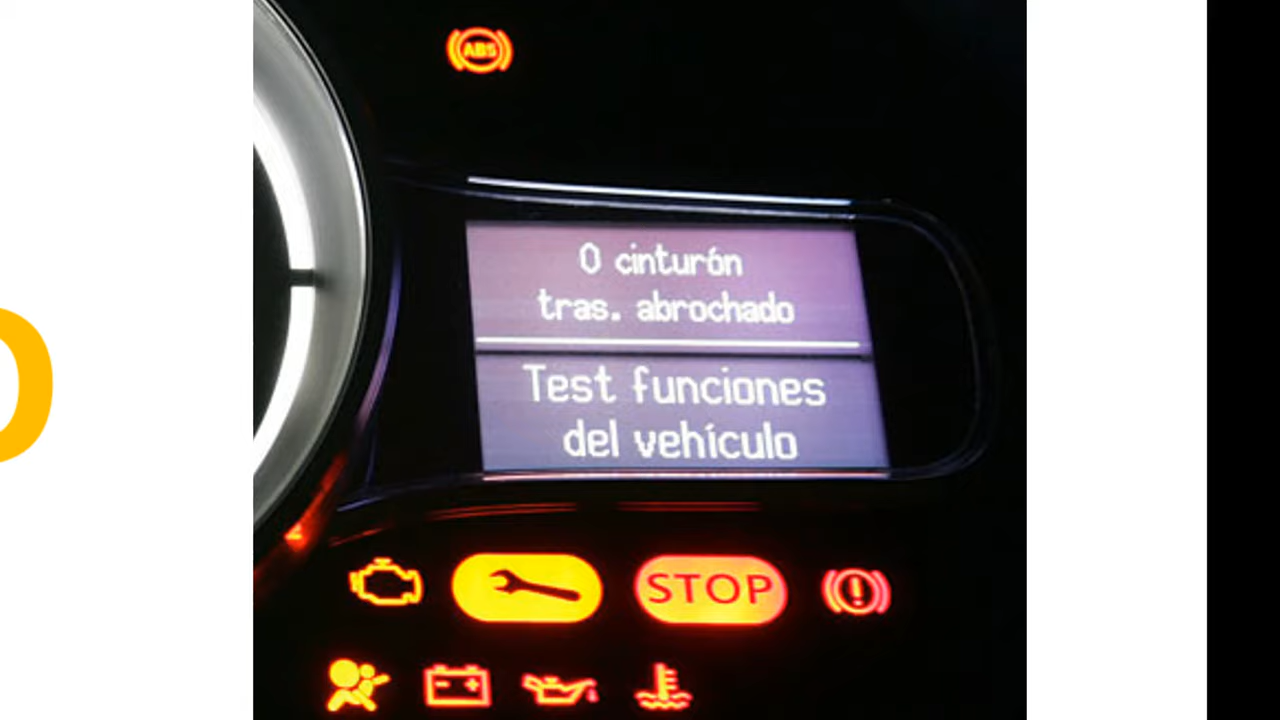 ABS
0 cinturón
tras. abrochado
Test funciones
del vehículo
STOP